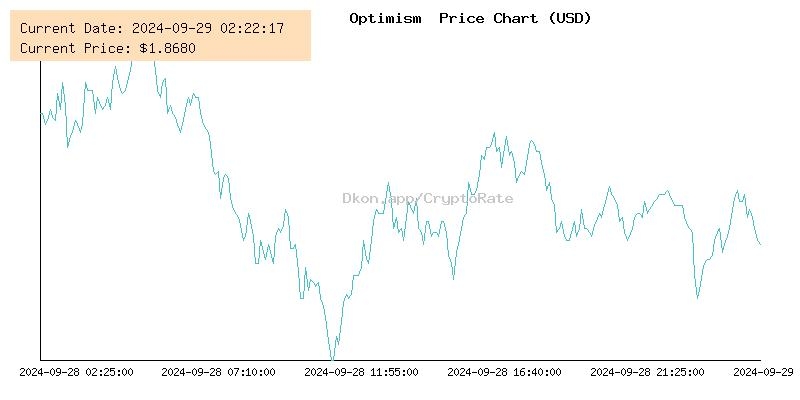 Optimism  Price Chart (USD)
Current Date: 2024-09-29 02:22:17
Current Price: $1.8680
Dkon.app/CryptoRate
2024-09-28 02:25:00 2024-09-28 07:10:00 2024-09-28 11:55:00 2024-09-28 16:40:00 2024-09-28 21:25:00 2024-09-29